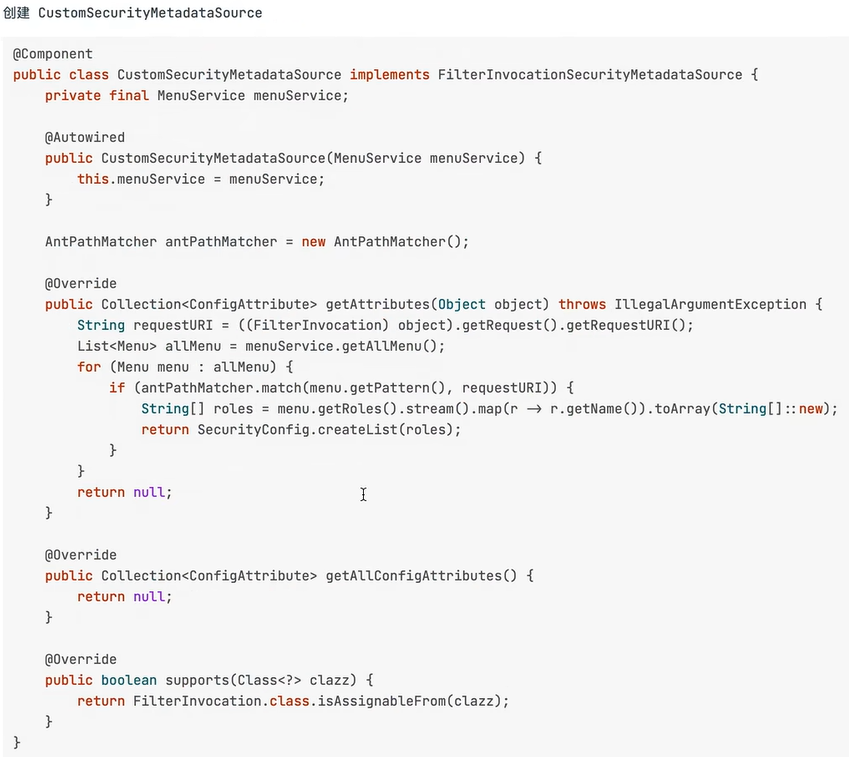 创建 CustomSecurityMetadataSource
@Component
public class CustomSecurityMetadataSource implements FilterInvocationSecurityMetadataSource {
    private final MenuService menuService;

    @Autowired
    public CustomSecurityMetadataSource(MenuService menuService) {
        this.menuService = menuService;
    }

    AntPathMatcher antPathMatcher = new AntPathMatcher();

    @Override
    public Collection<ConfigAttribute> getAttributes(Object object) throws IllegalArgumentException {
        String requestURI = ((FilterInvocation) object).getRequest().getRequestURI();
        List<Menu> allMenu = menuService.getAllMenu();
        for (Menu menu : allMenu) {
            if (antPathMatcher.match(menu.getPattern(), requestURI)) {
                String[] roles = menu.getRoles().stream().map(r -> r.getName()).toArray(String[]::new);
                return SecurityConfig.createList(roles);
            }
        }
        return null;
    }

    @Override
    public Collection<ConfigAttribute> getAllConfigAttributes() {
        return null;
    }

    @Override
    public boolean supports(Class<?> clazz) {
        return FilterInvocation.class.isAssignableFrom(clazz);
    }
}